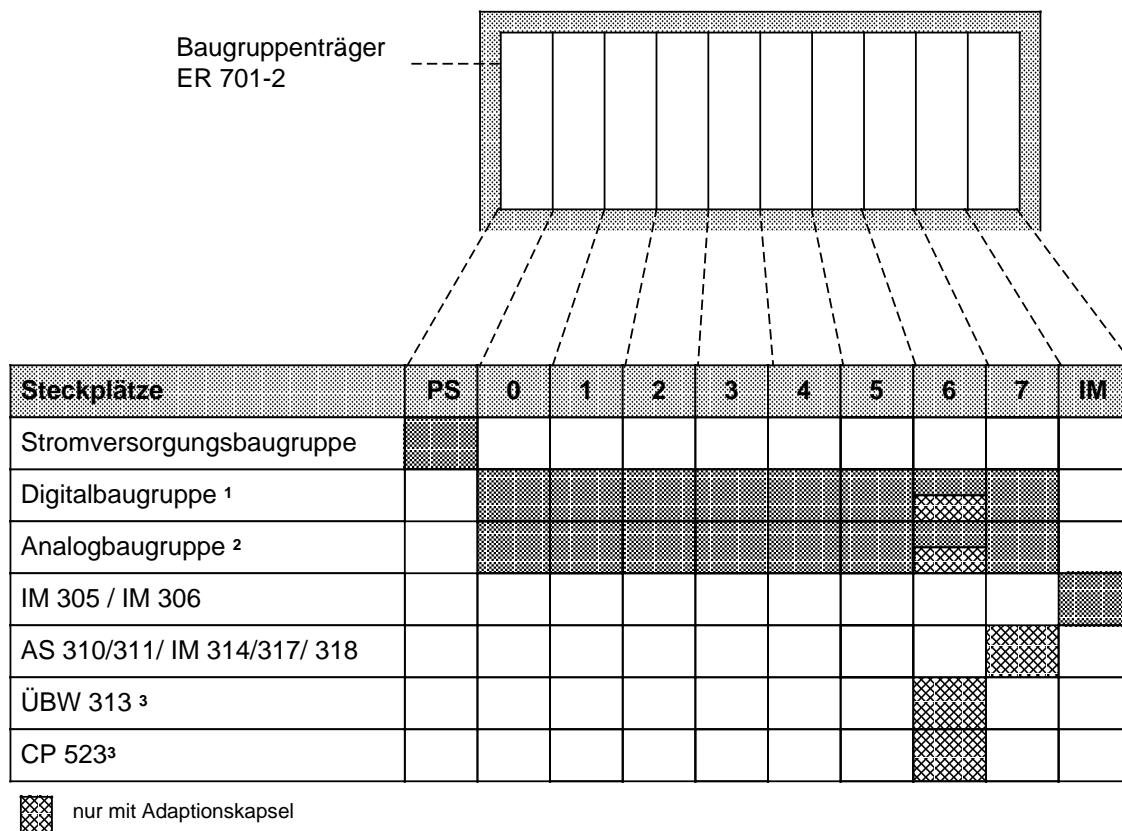 Baugruppenträger
ER 701-2
Steckplätze PS 0 1 2 3 4 5 6 7 IM
Stromversorgungsbaugruppe
Digitalbaugruppe 1
Analogbaugruppe 2
IM 305 / IM 306
AS 310/311/ IM 314/317/ 318
ÜBW 313 3
CP 5233
nur mit Adaptionskapsel